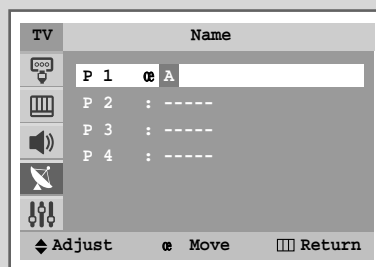 TV Name
P 1 œ A
P 2 : -----
P 3 : -----
P 4 : -----
Adjust œ Move Return